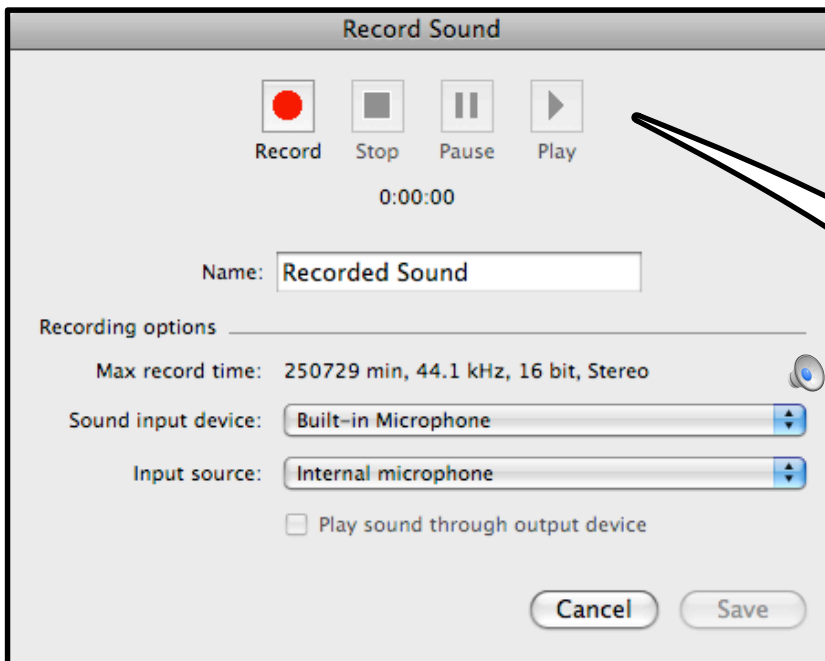 Record Sound
Record Stop Pause Play
0:00:00
Name: Recorded Sound
Recording options
Max record time: 250729 min, 44.1 kHz, 16 bit, Stereo
Sound input device: Built-in Microphone
Input source: Internal microphone
Play sound through output device
Cancel Save